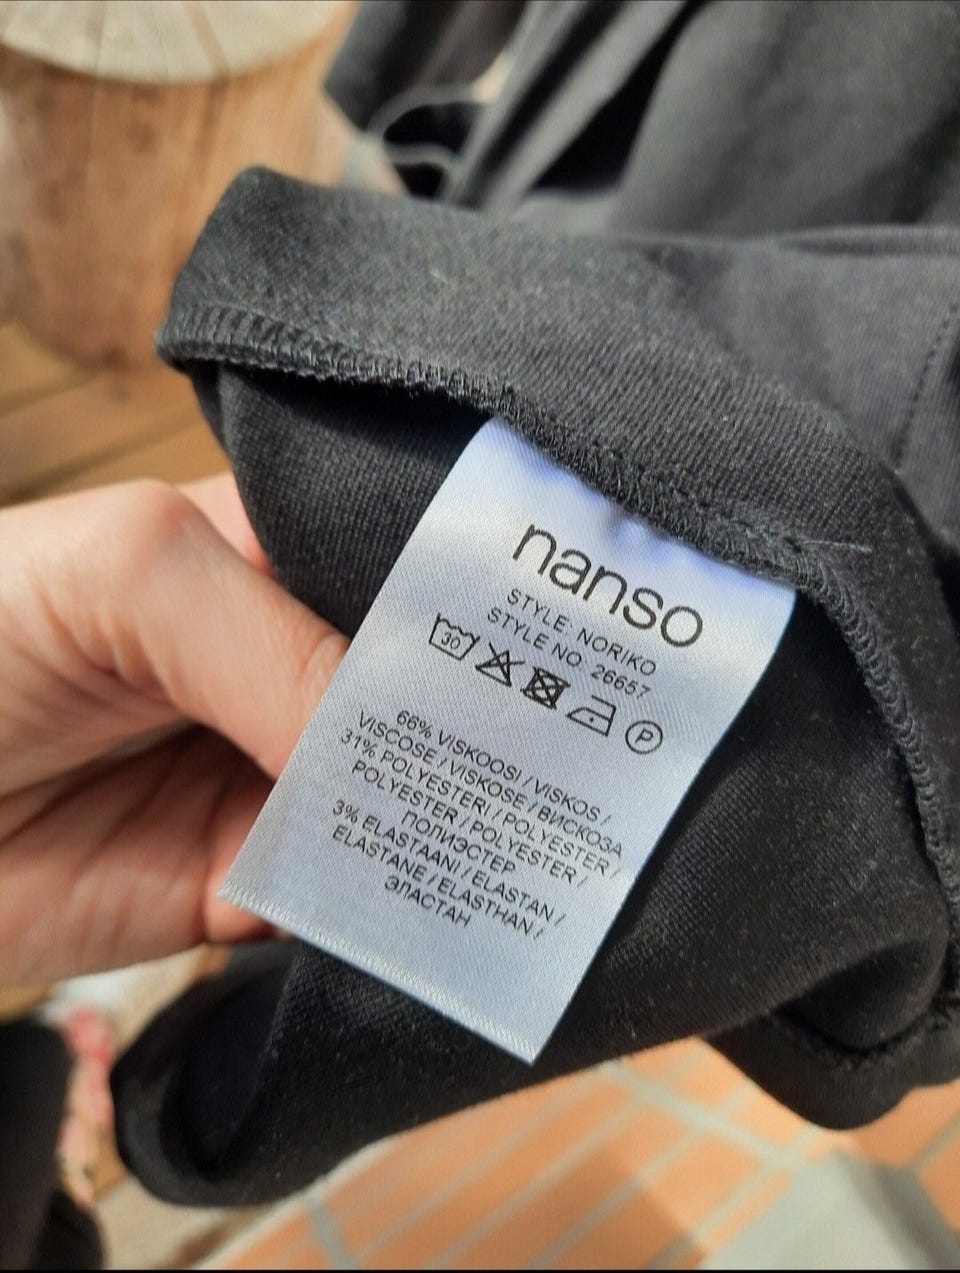 nanso
STYLE: NORIKO
STYLE NO 26657
30
P
66% VISKOOSI / VISKOS /
VISCOSE / VISKOSE / ВИСКОЗА
31% POLYESTERI / POLYESTER /
POLYESTER / POLYESTER /
ПОЛИЭСТЕР
3% ELASTAANI / ELASTAN /
ELASTANE / ELASTHAN /
ЭЛАСТАН